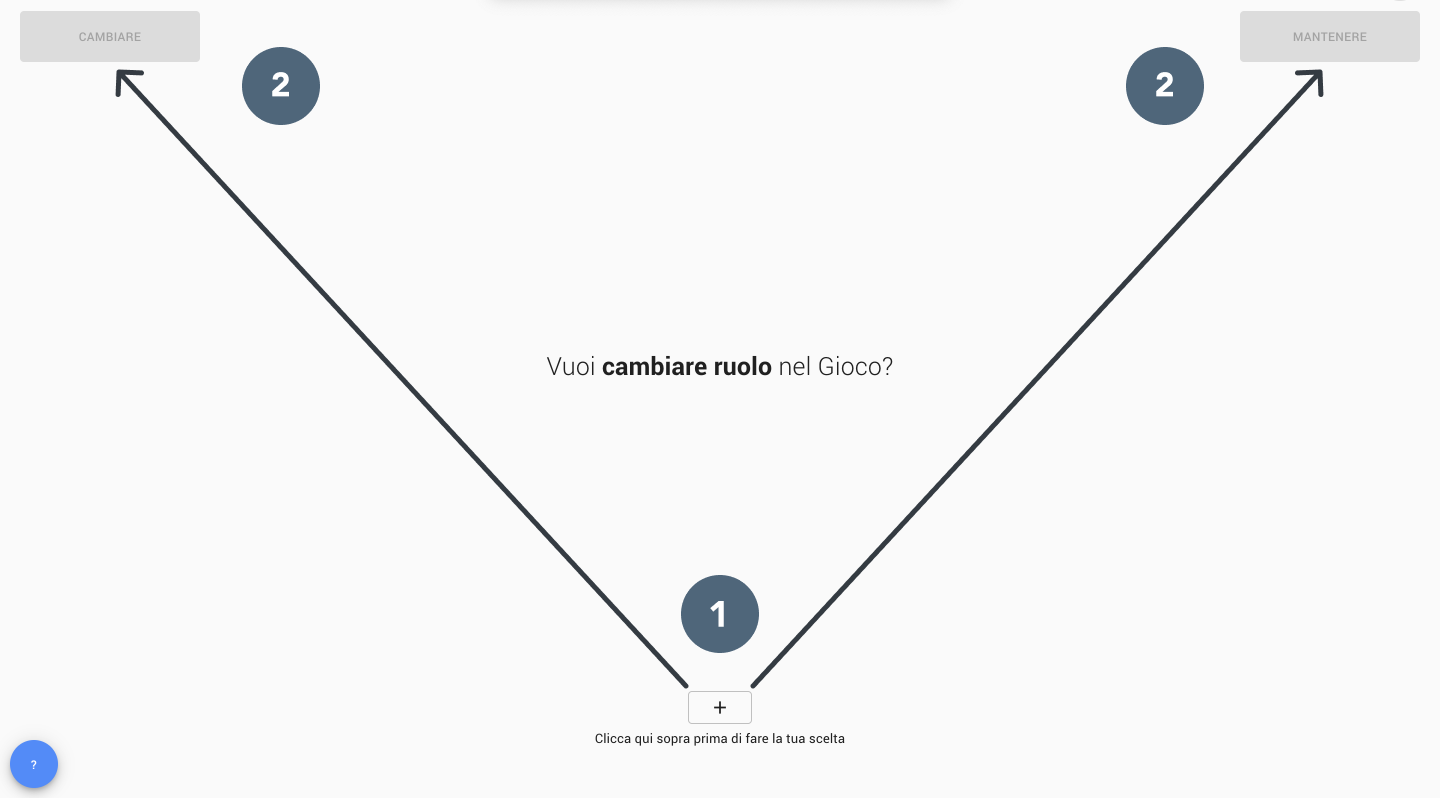 CAMBIARE
MANTENERE
2
2
Vuoi cambiare ruolo nel Gioco?
1
+
Clicca qui sopra prima di fare la tua scelta
?